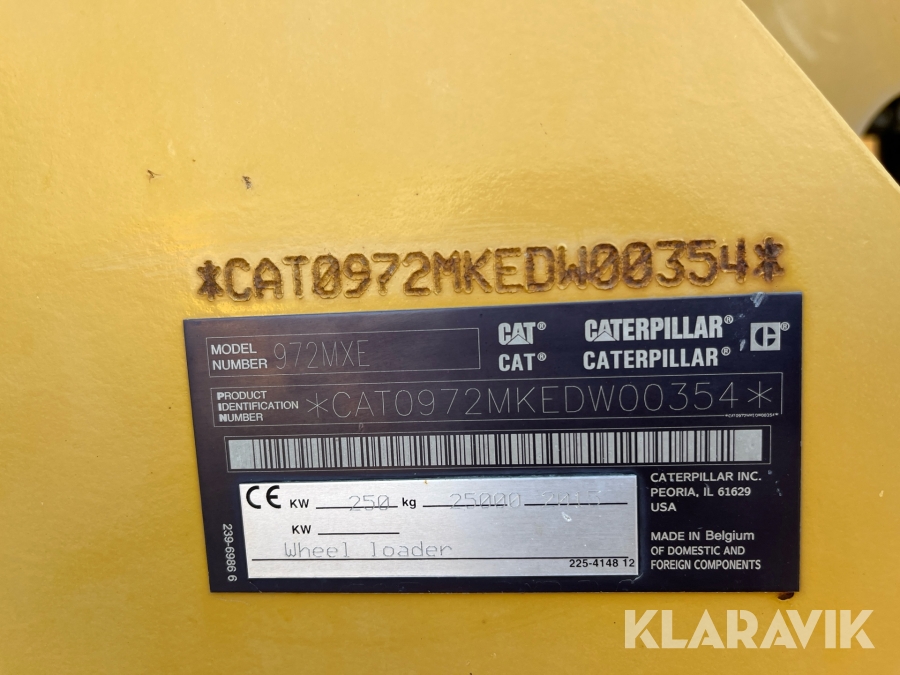 *CAT0972MKEDW00354*
MODEL NUMBER 972MXE
CAT® CATERPILLAR®
CAT® CATERPILLAR®
PRODUCT IDENTIFICATION NUMBER *CAT0972MKEDW00354*
*CAT0972MKEDW00354*
CE KW 250 kg 25000 2015
KW
Wheel loader
225-4148 12
239-6986 6
CATERPILLAR INC.
PEORIA, IL 61629
USA
MADE IN Belgium
OF DOMESTIC AND
FOREIGN COMPONENTS
KLARAVIK